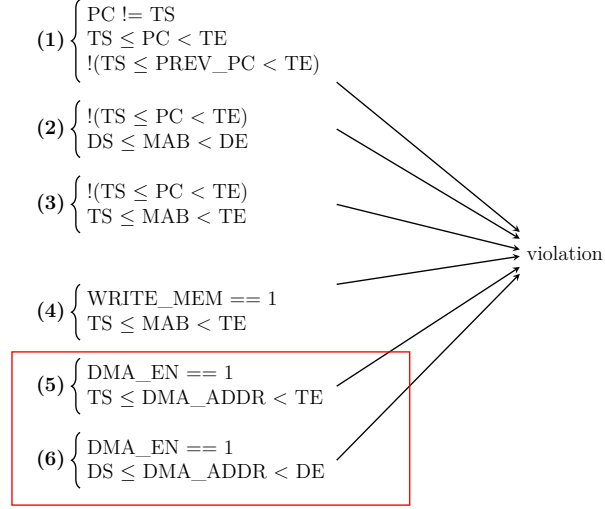 (1)
PC != TS
TS ≤ PC < TE
!(TS ≤ PREV_PC < TE)
(2)
!(TS ≤ PC < TE)
DS ≤ MAB < DE
(3)
!(TS ≤ PC < TE)
TS ≤ MAB < TE
violation
(4)
WRITE_MEM == 1
TS ≤ MAB < TE
(5)
DMA_EN == 1
TS ≤ DMA_ADDR < TE
(6)
DMA_EN == 1
DS ≤ DMA_ADDR < DE